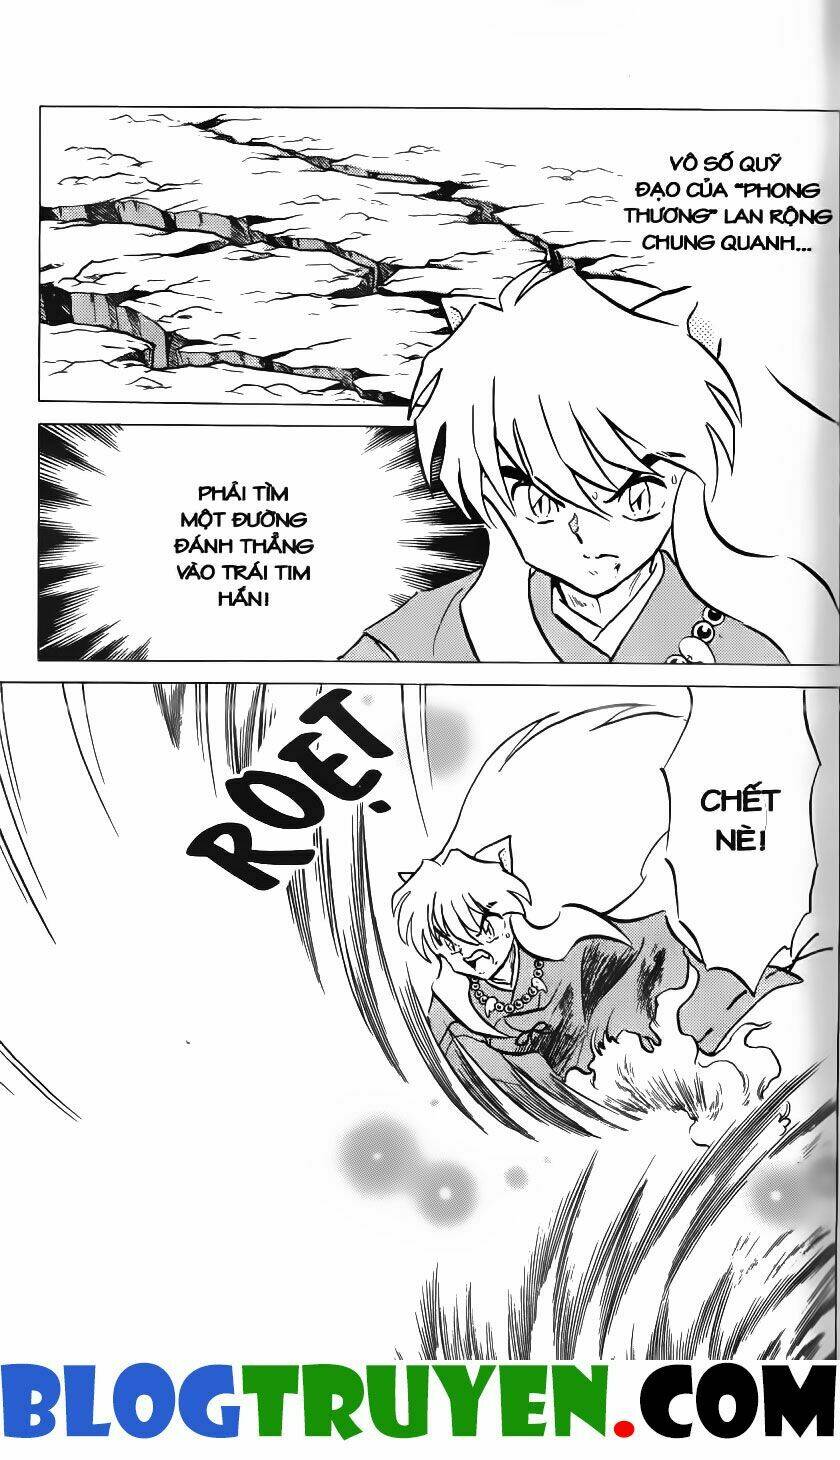 VÔ SỐ QUỸ
ĐẠO CỦA "PHONG
THƯƠNG" LAN RỘNG
CHUNG QUANH...
PHẢI TÌM
MỘT ĐƯỜNG
ĐÁNH THẲNG
VÀO TRÁI TIM
HẮN!
ROẸT
CHẾT
NÈ!
BLOGTRUYEN.COM